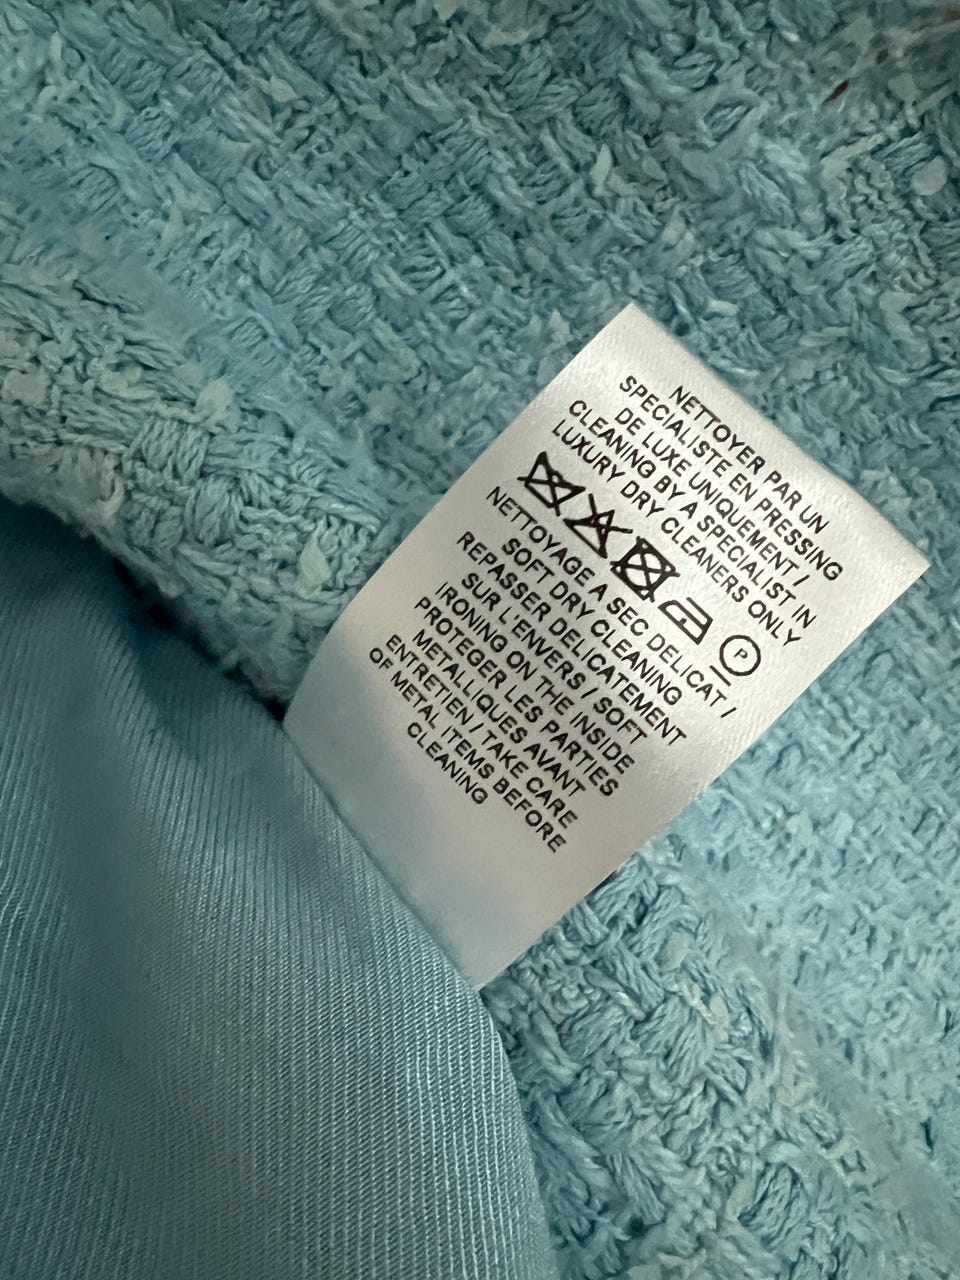 NETTOYER PAR UN
SPECIALISTE EN PRESSING
DE LUXE UNIQUEMENT /
CLEANING BY A SPECIALIST IN
LUXURY DRY CLEANERS ONLY
P
NETTOYAGE A SEC DELICAT /
SOFT DRY CLEANING
REPASSER DELICATEMENT
SUR L'ENVERS / SOFT
IRONING ON THE INSIDE
PROTEGER LES PARTIES
METALLIQUES AVANT
ENTRETIEN / TAKE CARE
OF METAL ITEMS BEFORE
CLEANING